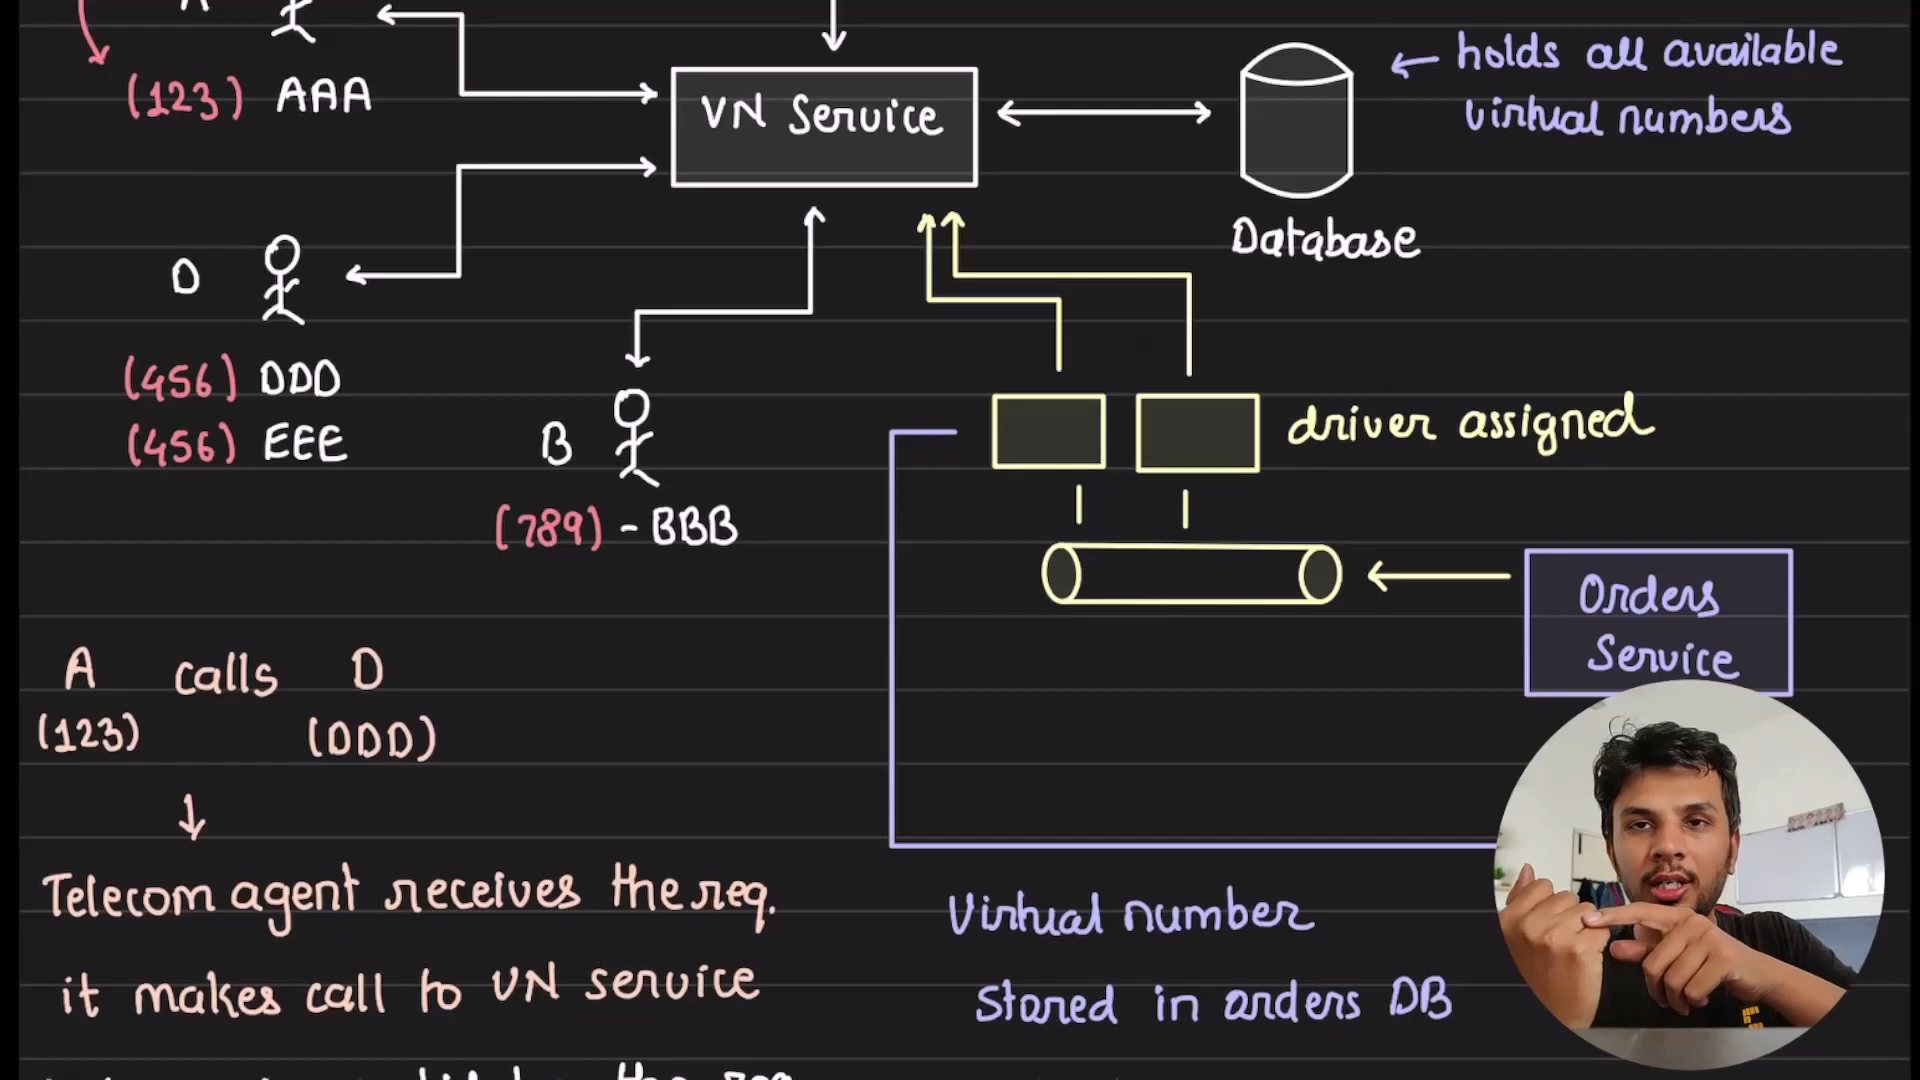 A
(123) AAA
VN Service
← holds all available
virtual numbers
Database
D
(456) DDD
(456) EEE
B
(789) - BBB
driver assigned
Orders
Service
A calls D
(123) (DDD)
↓
Telecom agent receives the req.
it makes call to VN service
the req
Virtual number
Stored in orders DB